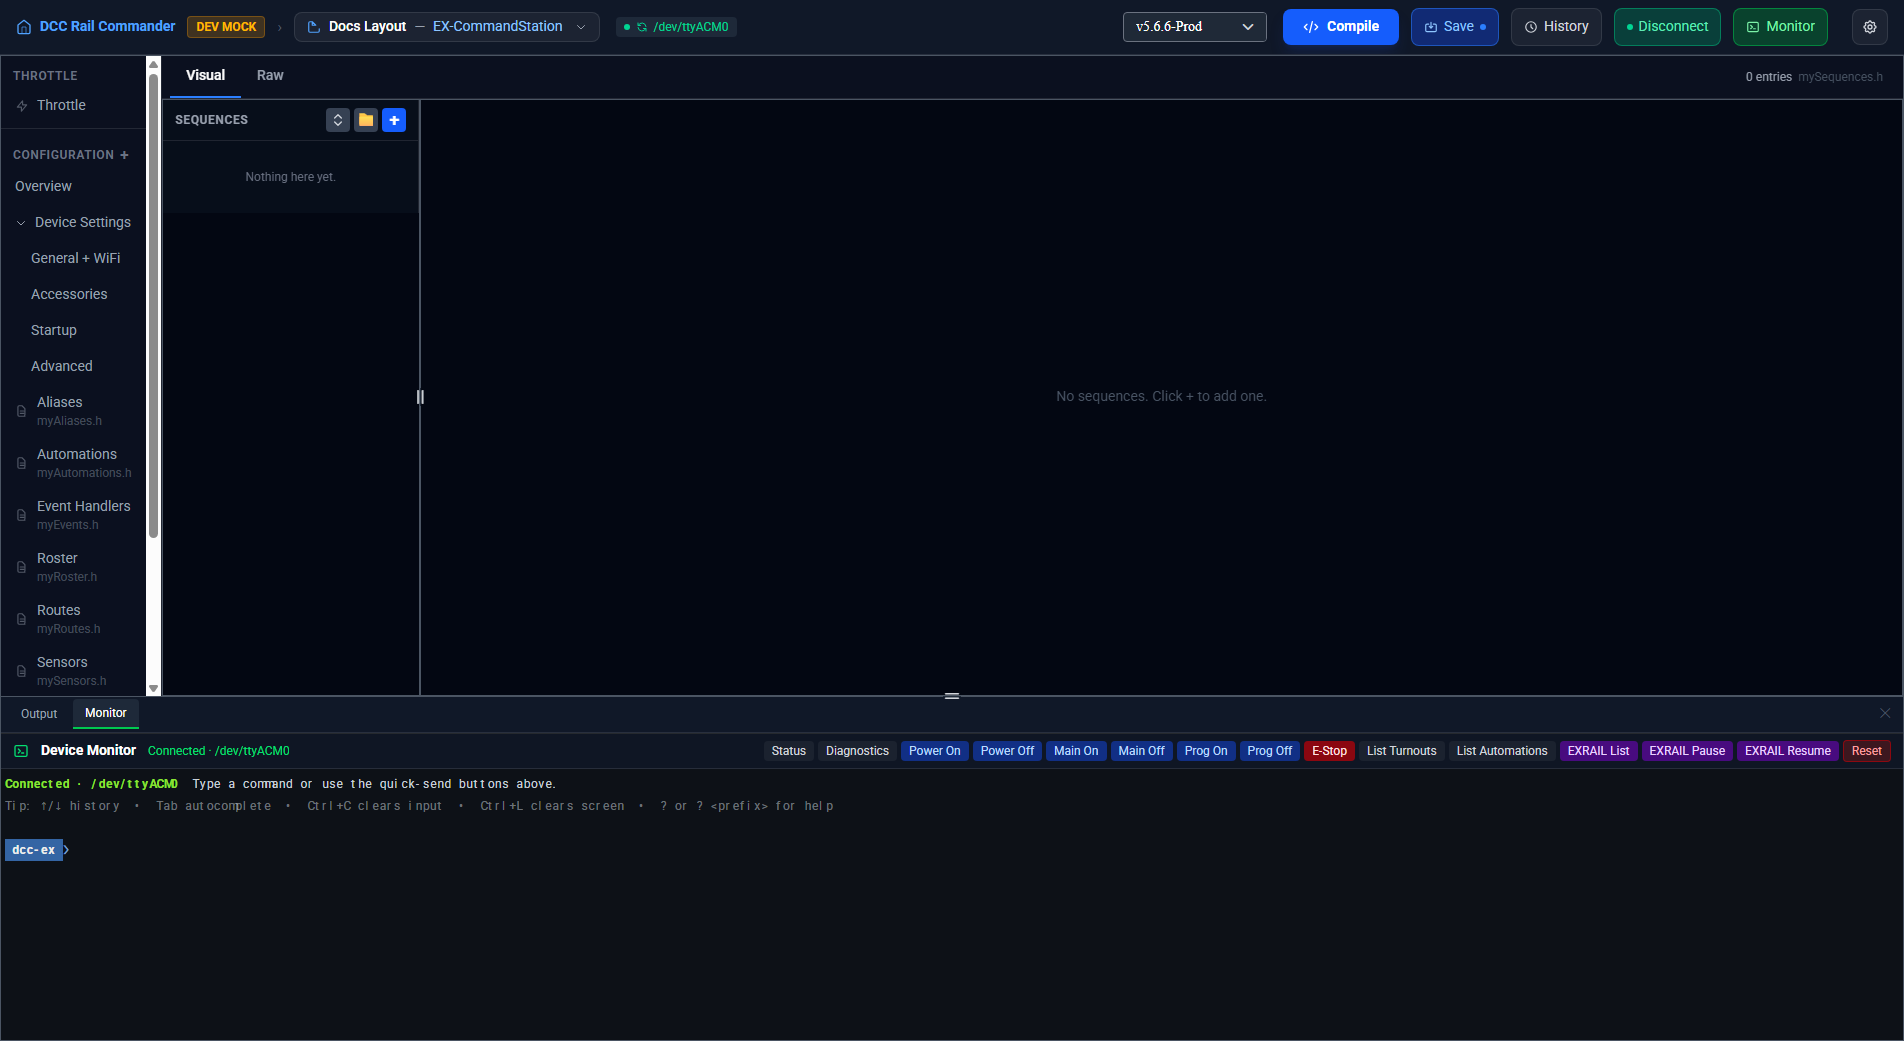 DCC Rail Commander DEV MOCK › Docs Layout — EX-CommandStation /dev/ttyACM0 v5.6.6-Prod Compile Save History Disconnect Monitor
THROTTLE
Throttle
CONFIGURATION +
Overview
Device Settings
General + WiFi
Accessories
Startup
Advanced
Aliases
myAliases.h
Automations
myAutomations.h
Event Handlers
myEvents.h
Roster
myRoster.h
Routes
myRoutes.h
Sensors
mySensors.h
Visual Raw 0 entries mySequences.h
SEQUENCES +
Nothing here yet.
No sequences. Click + to add one.
Output Monitor
Device Monitor Connected · /dev/ttyACM0 Status Diagnostics Power On Power Off Main On Main Off Prog On Prog Off E-Stop List Turnouts List Automations EXRAIL List EXRAIL Pause EXRAIL Resume Reset
Connected · /dev/ttyACM0 Type a command or use the quick-send buttons above.
Tip: ↑/↓ history • Tab autocomplete • Ctrl+C clears input • Ctrl+L clears screen • ? or ? <prefix> for help
dcc-ex ›